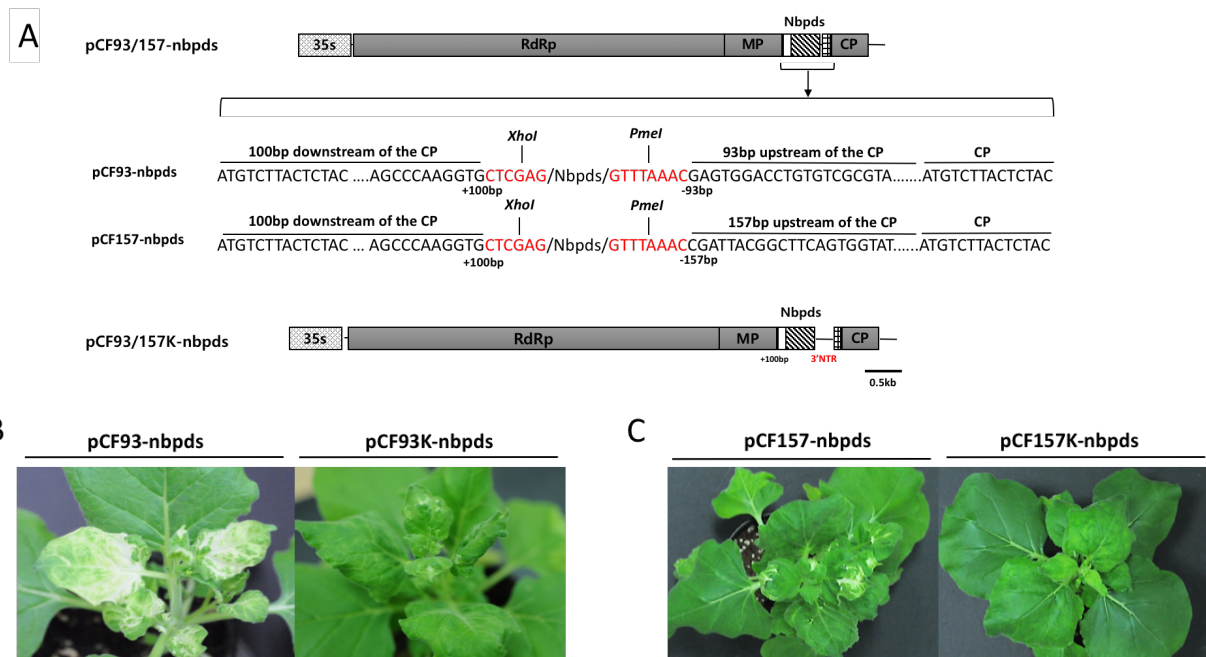 A
Nbpds
pCF93/157-nbpds
35s RdRp MP CP
XhoI PmeI
100bp downstream of the CP 93bp upstream of the CP CP
pCF93-nbpds
ATGTCTTACTCTAC ....AGCCCAAGGTGCTCGAG/Nbpds/GTTTAAACGAGTGGACCTGTGTCGCGTA.......ATGTCTTACTCTAC
+100bp -93bp
XhoI PmeI
100bp downstream of the CP 157bp upstream of the CP CP
pCF157-nbpds
ATGTCTTACTCTAC ... AGCCCAAGGTGCTCGAG/Nbpds/GTTTAAACCGATTACGGCTTCAGTGGTAT......ATGTCTTACTCTAC
+100bp -157bp
Nbpds
pCF93/157K-nbpds
35s RdRp MP CP
+100bp 3'NTR
0.5kb
C
pCF93-nbpds pCF93K-nbpds
pCF157-nbpds pCF157K-nbpds